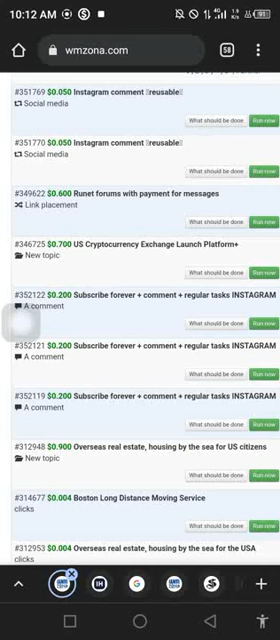 10:12 AM
4G
1.9
K/s
91
wmzona.com
58
#351769 $0.050 Instagram comment reusable
Social media
What should be done Run now
#351770 $0.050 Instagram comment reusable
Social media
What should be done Run now
#349622 $0.600 Runet forums with payment for messages
Link placement
What should be done Run now
#346725 $0.700 US Cryptocurrency Exchange Launch Platform+
New topic
What should be done Run now
#352122 $0.200 Subscribe forever + comment + regular tasks INSTAGRAM
A comment
What should be done Run now
#352121 $0.200 Subscribe forever + comment + regular tasks INSTAGRAM
A comment
What should be done Run now
#352119 $0.200 Subscribe forever + comment + regular tasks INSTAGRAM
A comment
What should be done Run now
#312948 $0.900 Overseas real estate, housing by the sea for US citizens
New topic
What should be done Run now
#314677 $0.004 Boston Long Distance Moving Service
clicks
What should be done Run now
#312953 $0.004 Overseas real estate, housing by the sea for the USA
clicks